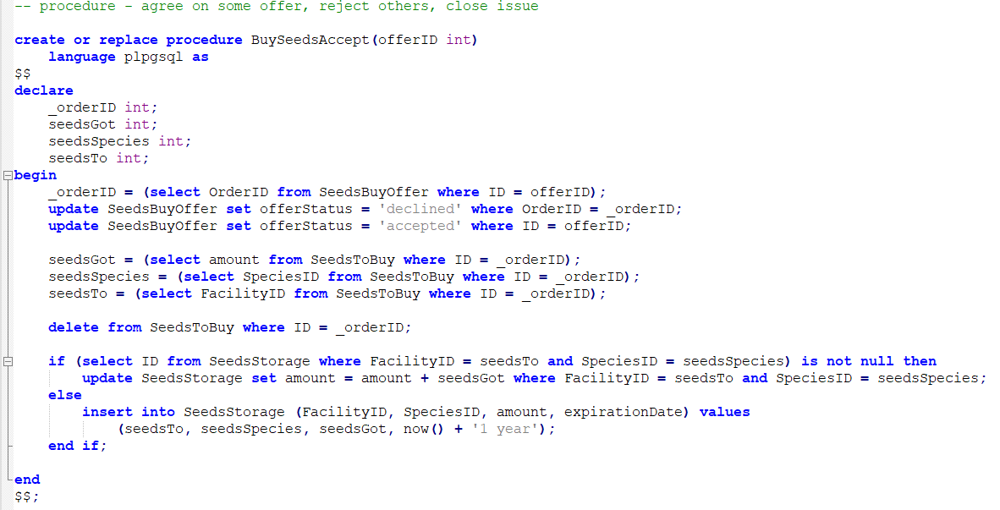 -- procedure - agree on some offer, reject others, close issue
create or replace procedure BuySeedsAccept(offerID int)
language plpgsql as
$$
declare
_orderID int;
seedsGot int;
seedsSpecies int;
seedsTo int;
begin
_orderID = (select OrderID from SeedsBuyOffer where ID = offerID);
update SeedsBuyOffer set offerStatus = 'declined' where OrderID = _orderID;
update SeedsBuyOffer set offerStatus = 'accepted' where ID = offerID;
seedsGot = (select amount from SeedsToBuy where ID = _orderID);
seedsSpecies = (select SpeciesID from SeedsToBuy where ID = _orderID);
seedsTo = (select FacilityID from SeedsToBuy where ID = _orderID);
delete from SeedsToBuy where ID = _orderID;
if (select ID from SeedsStorage where FacilityID = seedsTo and SpeciesID = seedsSpecies) is not null then
update SeedsStorage set amount = amount + seedsGot where FacilityID = seedsTo and SpeciesID = seedsSpecies;
else
insert into SeedsStorage (FacilityID, SpeciesID, amount, expirationDate) values
(seedsTo, seedsSpecies, seedsGot, now() + '1 year');
end if;
end
$$;